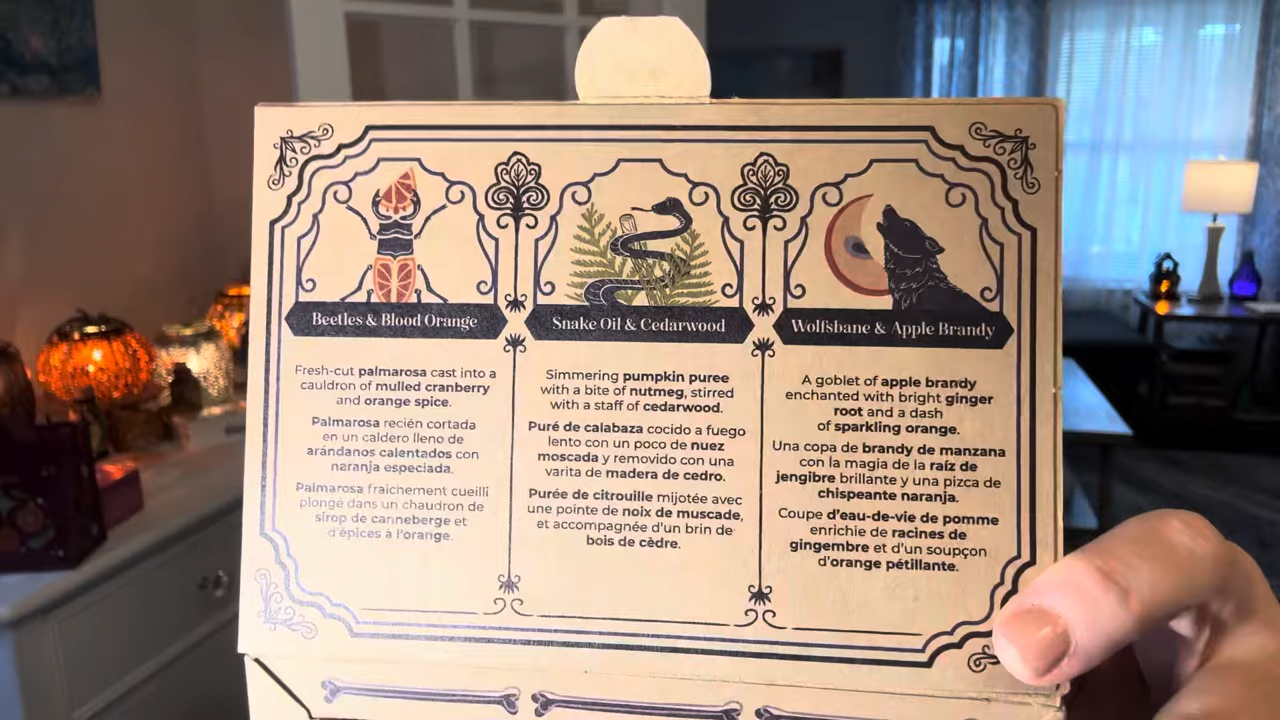 Beetles & Blood Orange
Fresh-cut palmarosa cast into a
cauldron of mulled cranberry
and orange spice.
Palmarosa recién cortada
en un caldero lleno de
arándanos calentados con
naranja especiada.
Palmarosa fraichement cueilli
plongé dans un chaudron de
sirop de canneberge et
d'épices à l'orange.
Snake Oil & Cedarwood
Simmering pumpkin puree
with a bite of nutmeg, stirred
with a staff of cedarwood.
Puré de calabaza cocido a fuego
lento con un poco de nuez
moscada y removido con una
varita de madera de cedro.
Purée de citrouille mijotée avec
une pointe de noix de muscade,
et accompagnée d'un brin de
bois de cèdre.
Wolfsbane & Apple Brandy
A goblet of apple brandy
enchanted with bright ginger
root and a dash
of sparkling orange.
Una copa de brandy de manzana
con la magia de la raíz de
jengibre brillante y una pizca de
chispeante naranja.
Coupe d'eau-de-vie de pomme
enrichie de racines de
gingembre et d'un soupçon
d'orange pétillante.